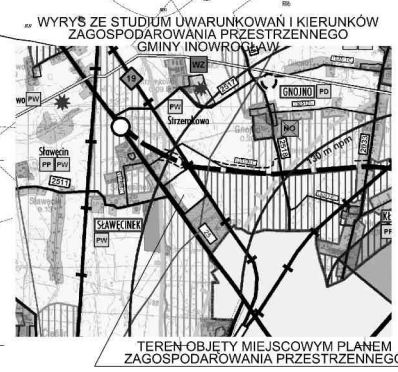 WYRYS ZE STUDIUM UWARUNKOWAŃ I KIERUNKÓW
ZAGOSPODAROWANIA PRZESTRZENNEGO
GMINY INOWROCŁAW
19
WZ
GNOJNO PD
PW
PW
Strzemkowo
NO
Sławęcin
PP PW
2511
130 m npm
SŁAWĘCINEK
PW
TEREN OBJĘTY MIEJSCOWYM PLANEM
ZAGOSPODAROWANIA PRZESTRZENNEGO